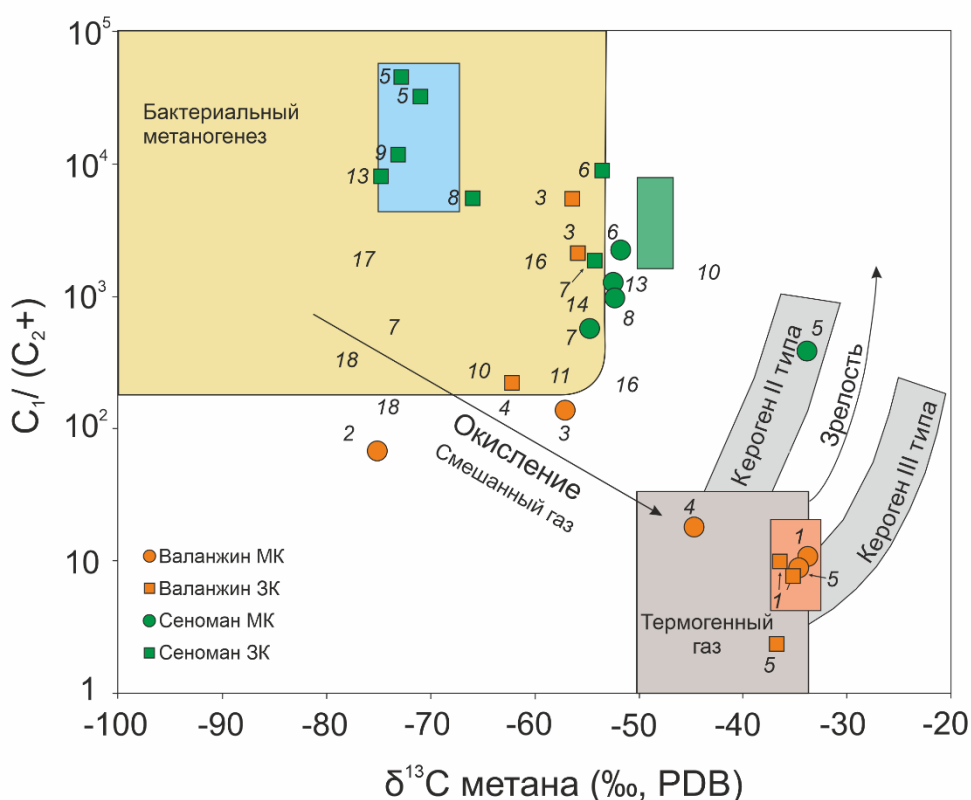 10⁵
10⁴
10³
10²
10
1
C₁/ (C₂+)
Бактериальный
метаногенез
5
5
9
13
8
6
3
3
16
7
6
13
14
8
7
10
17
7
18
10
11
16
18
4
3
2
Окисление
Смешанный газ
Кероген II типа
5
Зрелость
Кероген III типа
4
1
5
1
Термогенный
газ
5
Валанжин МК
Валанжин ЗК
Сеноман МК
Сеноман ЗК
-100 -90 -80 -70 -60 -50 -40 -30 -20
δ¹³С метана (‰, PDB)